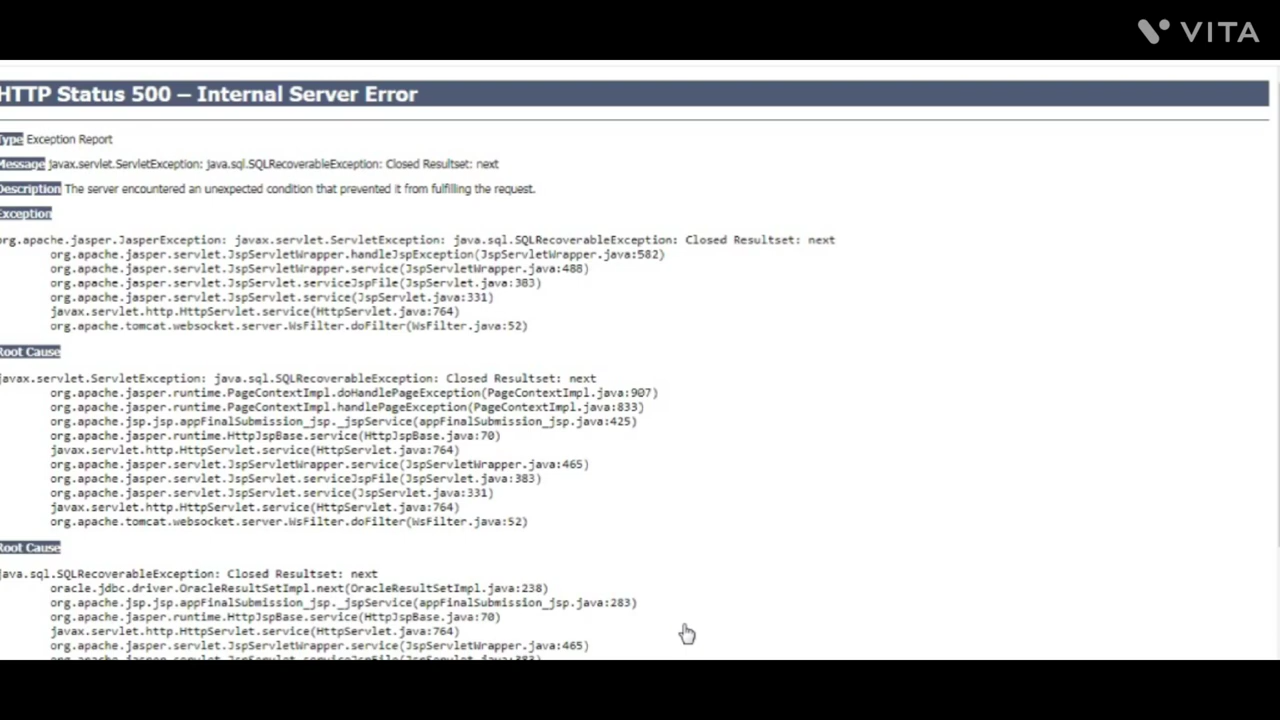 VITA
HTTP Status 500 – Internal Server Error
Type Exception Report
Message javax.servlet.ServletException: java.sql.SQLRecoverableException: Closed Resultset: next
Description The server encountered an unexpected condition that prevented it from fulfilling the request.
Exception
org.apache.jasper.JasperException: javax.servlet.ServletException: java.sql.SQLRecoverableException: Closed Resultset: next
org.apache.jasper.servlet.JspServletWrapper.handleJspException(JspServletWrapper.java:582)
org.apache.jasper.servlet.JspServletWrapper.service(JspServletWrapper.java:488)
org.apache.jasper.servlet.JspServlet.serviceJspFile(JspServlet.java:383)
org.apache.jasper.servlet.JspServlet.service(JspServlet.java:331)
javax.servlet.http.HttpServlet.service(HttpServlet.java:764)
org.apache.tomcat.websocket.server.WsFilter.doFilter(WsFilter.java:52)
Root Cause
javax.servlet.ServletException: java.sql.SQLRecoverableException: Closed Resultset: next
org.apache.jasper.runtime.PageContextImpl.doHandlePageException(PageContextImpl.java:907)
org.apache.jasper.runtime.PageContextImpl.handlePageException(PageContextImpl.java:833)
org.apache.jsp.jsp.appFinalSubmission_jsp._jspService(appFinalSubmission_jsp.java:425)
org.apache.jasper.runtime.HttpJspBase.service(HttpJspBase.java:70)
javax.servlet.http.HttpServlet.service(HttpServlet.java:764)
org.apache.jasper.servlet.JspServletWrapper.service(JspServletWrapper.java:465)
org.apache.jasper.servlet.JspServlet.serviceJspFile(JspServlet.java:383)
org.apache.jasper.servlet.JspServlet.service(JspServlet.java:331)
javax.servlet.http.HttpServlet.service(HttpServlet.java:764)
org.apache.tomcat.websocket.server.WsFilter.doFilter(WsFilter.java:52)
Root Cause
java.sql.SQLRecoverableException: Closed Resultset: next
oracle.jdbc.driver.OracleResultSetImpl.next(OracleResultSetImpl.java:238)
org.apache.jsp.jsp.appFinalSubmission_jsp._jspService(appFinalSubmission_jsp.java:283)
org.apache.jasper.runtime.HttpJspBase.service(HttpJspBase.java:70)
javax.servlet.http.HttpServlet.service(HttpServlet.java:764)
org.apache.jasper.servlet.JspServletWrapper.service(JspServletWrapper.java:465)
org.apache.jasper.servlet.JspServlet.serviceJspFile(JspServlet.java:383)